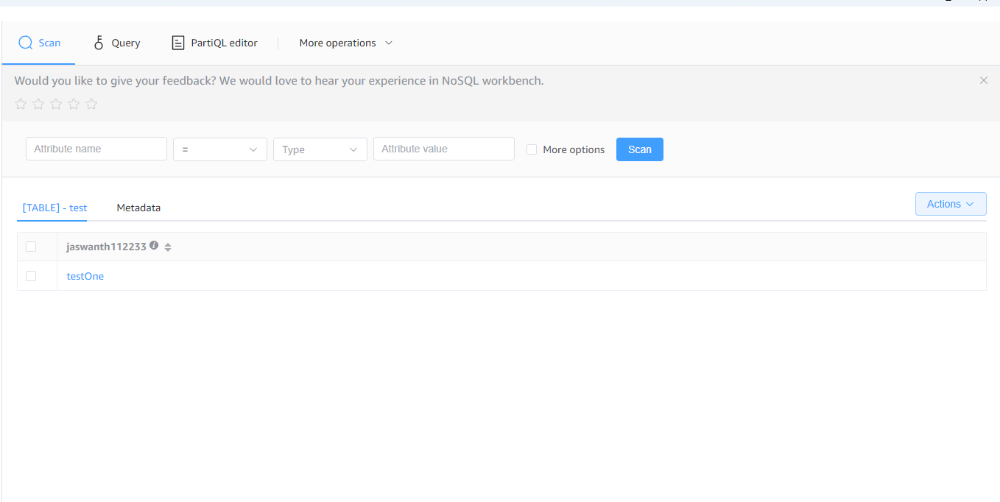 Scan Query PartiQL editor More operations
Would you like to give your feedback? We would love to hear your experience in NoSQL workbench.
Attribute name = Type Attribute value More options Scan
[TABLE] - test Metadata Actions
jaswanth112233
testOne